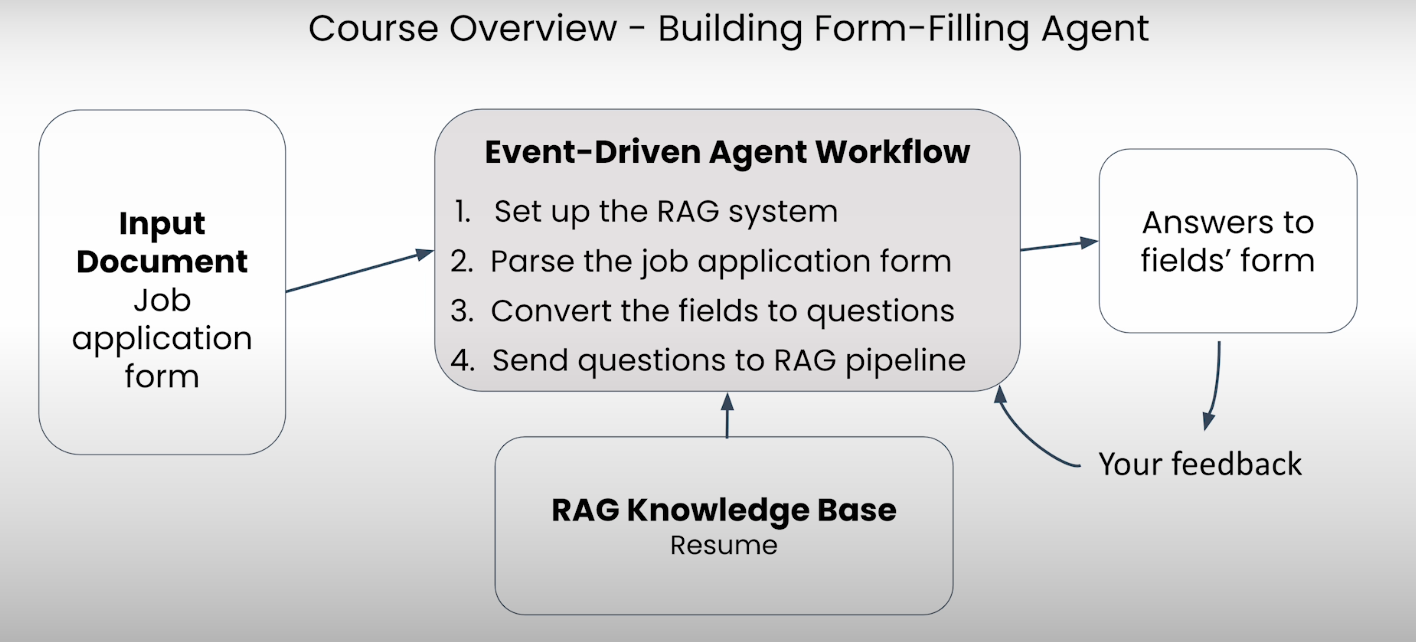 Course Overview - Building Form-Filling Agent
Input
Document
Job
application
form
Event-Driven Agent Workflow
1. Set up the RAG system
2. Parse the job application form
3. Convert the fields to questions
4. Send questions to RAG pipeline
Answers to
fields' form
Your feedback
RAG Knowledge Base
Resume